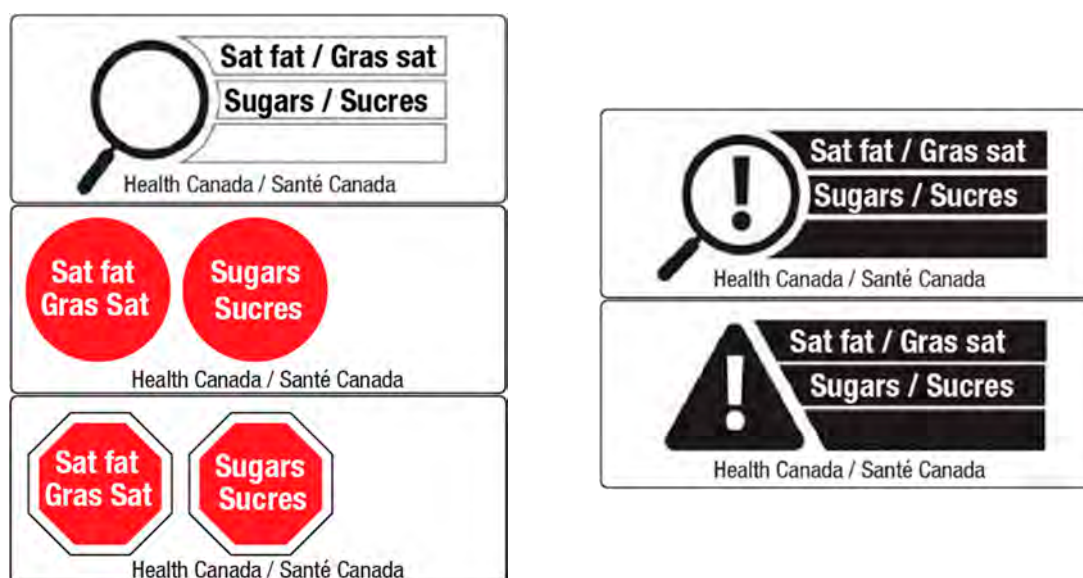 Sat fat / Gras sat
Sugars / Sucres
Health Canada / Santé Canada
Sat fat
Gras Sat
Sugars
Sucres
Health Canada / Santé Canada
Sat fat
Gras Sat
Sugars
Sucres
Health Canada / Santé Canada
!
Sat fat / Gras sat
Sugars / Sucres
Health Canada / Santé Canada
!
Sat fat / Gras sat
Sugars / Sucres
Health Canada / Santé Canada